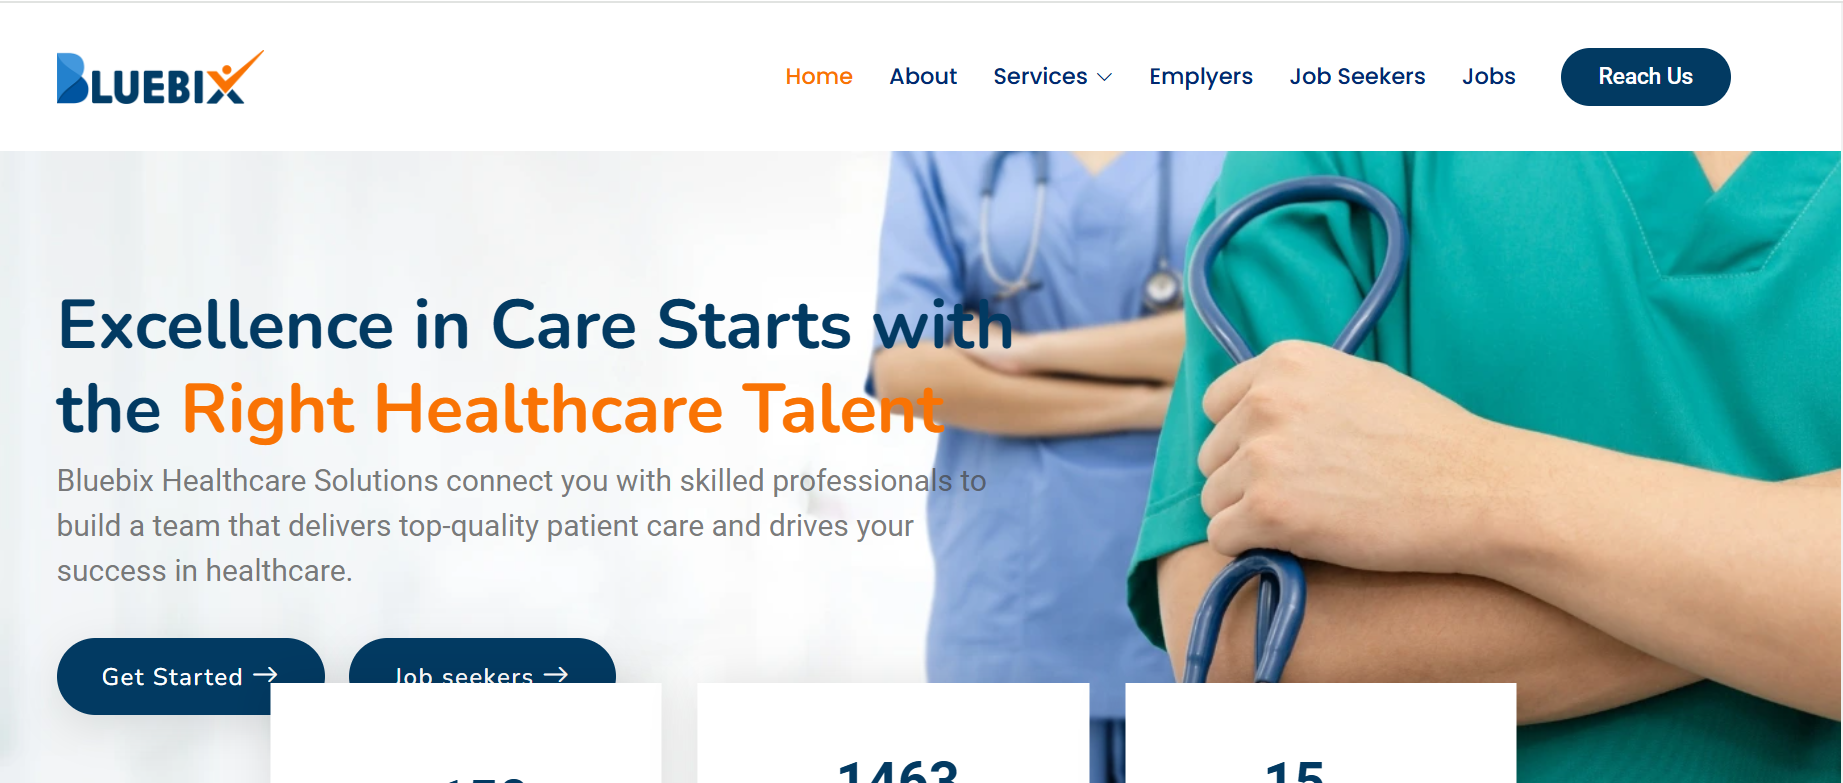 BLUEBIX
Home
About
Services
Emplyers
Job Seekers
Jobs
Reach Us
Excellence in Care Starts with
the Right Healthcare Talent
Bluebix Healthcare Solutions connect you with skilled professionals to
build a team that delivers top-quality patient care and drives your
success in healthcare.
Get Started →
Job seekers →
1463
15